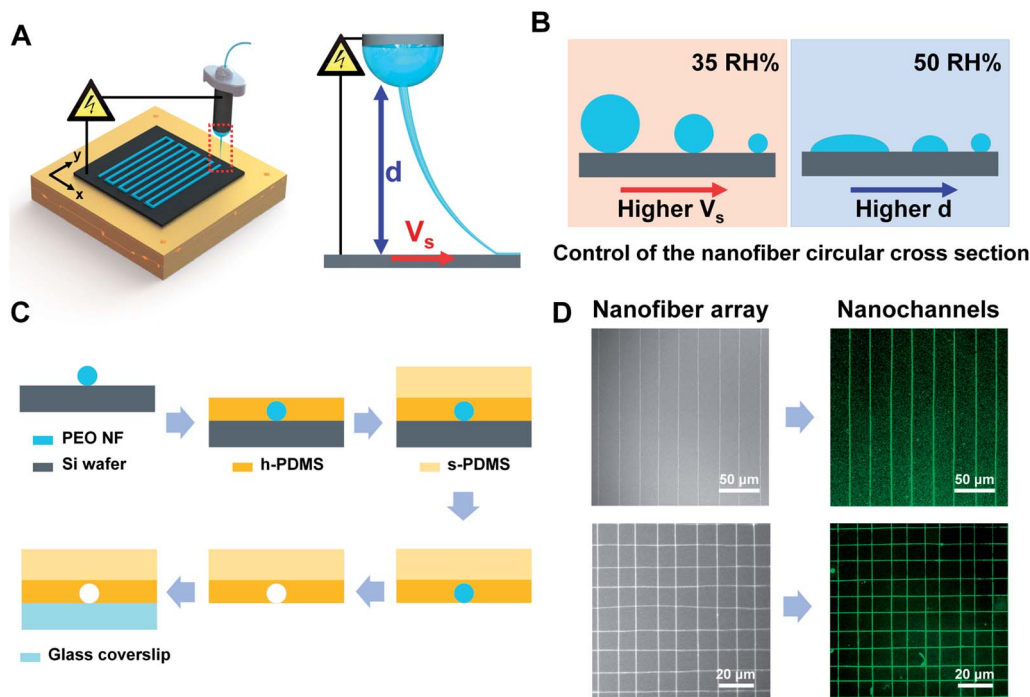 A
y
x
d
Vs
B
35 RH%
50 RH%
Higher Vs
Higher d
Control of the nanofiber circular cross section
C
PEO NF
Si wafer
h-PDMS
s-PDMS
Glass coverslip
D
Nanofiber array
Nanochannels
50 µm
50 µm
20 µm
20 µm